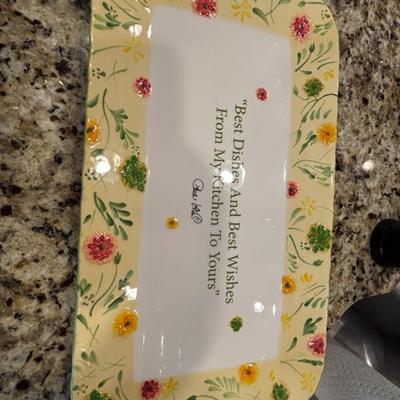 "Best Dishes And Best Wishes
From My Kitchen To Yours"